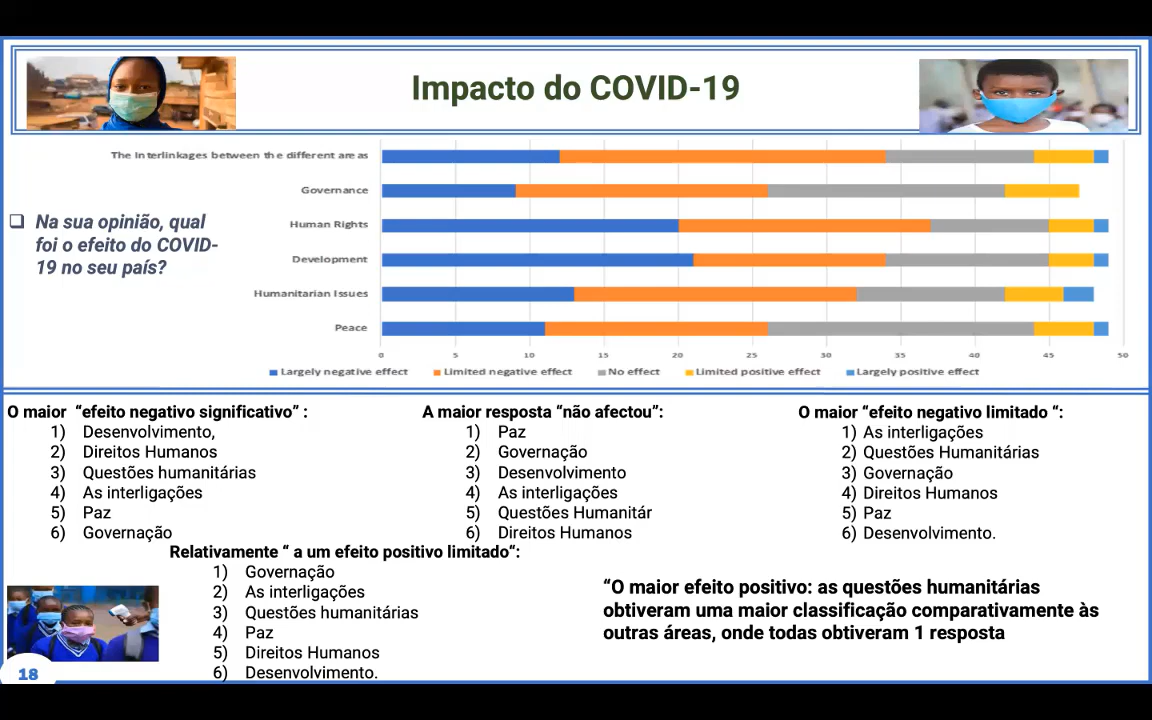 Impacto do COVID-19
The Interlinkages between the different areas
Governance
Human Rights
Development
Humanitarian Issues
Peace
0 5 10 15 20 25 30 35 40 45 50
Largely negative effect Limited negative effect No effect Limited positive effect Largely positive effect
❑ Na sua opinião, qual
foi o efeito do COVID-
19 no seu país?
O maior “efeito negativo significativo” :
1) Desenvolvimento,
2) Direitos Humanos
3) Questões humanitárias
4) As interligações
5) Paz
6) Governação
A maior resposta “não afectou”:
1) Paz
2) Governação
3) Desenvolvimento
4) As interligações
5) Questões Humanitár
6) Direitos Humanos
O maior “efeito negativo limitado “:
1) As interligações
2) Questões Humanitárias
3) Governação
4) Direitos Humanos
5) Paz
6) Desenvolvimento.
Relativamente “ a um efeito positivo limitado“:
1) Governação
2) As interligações
3) Questões humanitárias
4) Paz
5) Direitos Humanos
6) Desenvolvimento.
“O maior efeito positivo: as questões humanitárias
obtiveram uma maior classificação comparativamente às
outras áreas, onde todas obtiveram 1 resposta
18